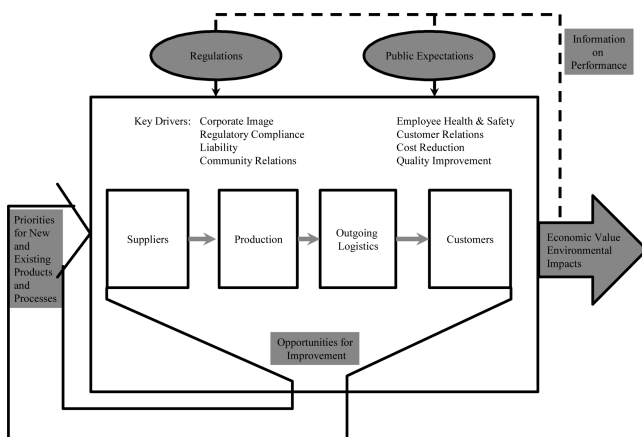 Regulations
Public Expectations
Information
on
Performance
Key Drivers: Corporate Image
Regulatory Compliance
Liability
Community Relations
Employee Health & Safety
Customer Relations
Cost Reduction
Quality Improvement
Priorities
for New
and
Existing
Products
and
Processes
Suppliers
Production
Outgoing
Logistics
Customers
Economic Value
Environmental
Impacts
Opportunities for
Improvement